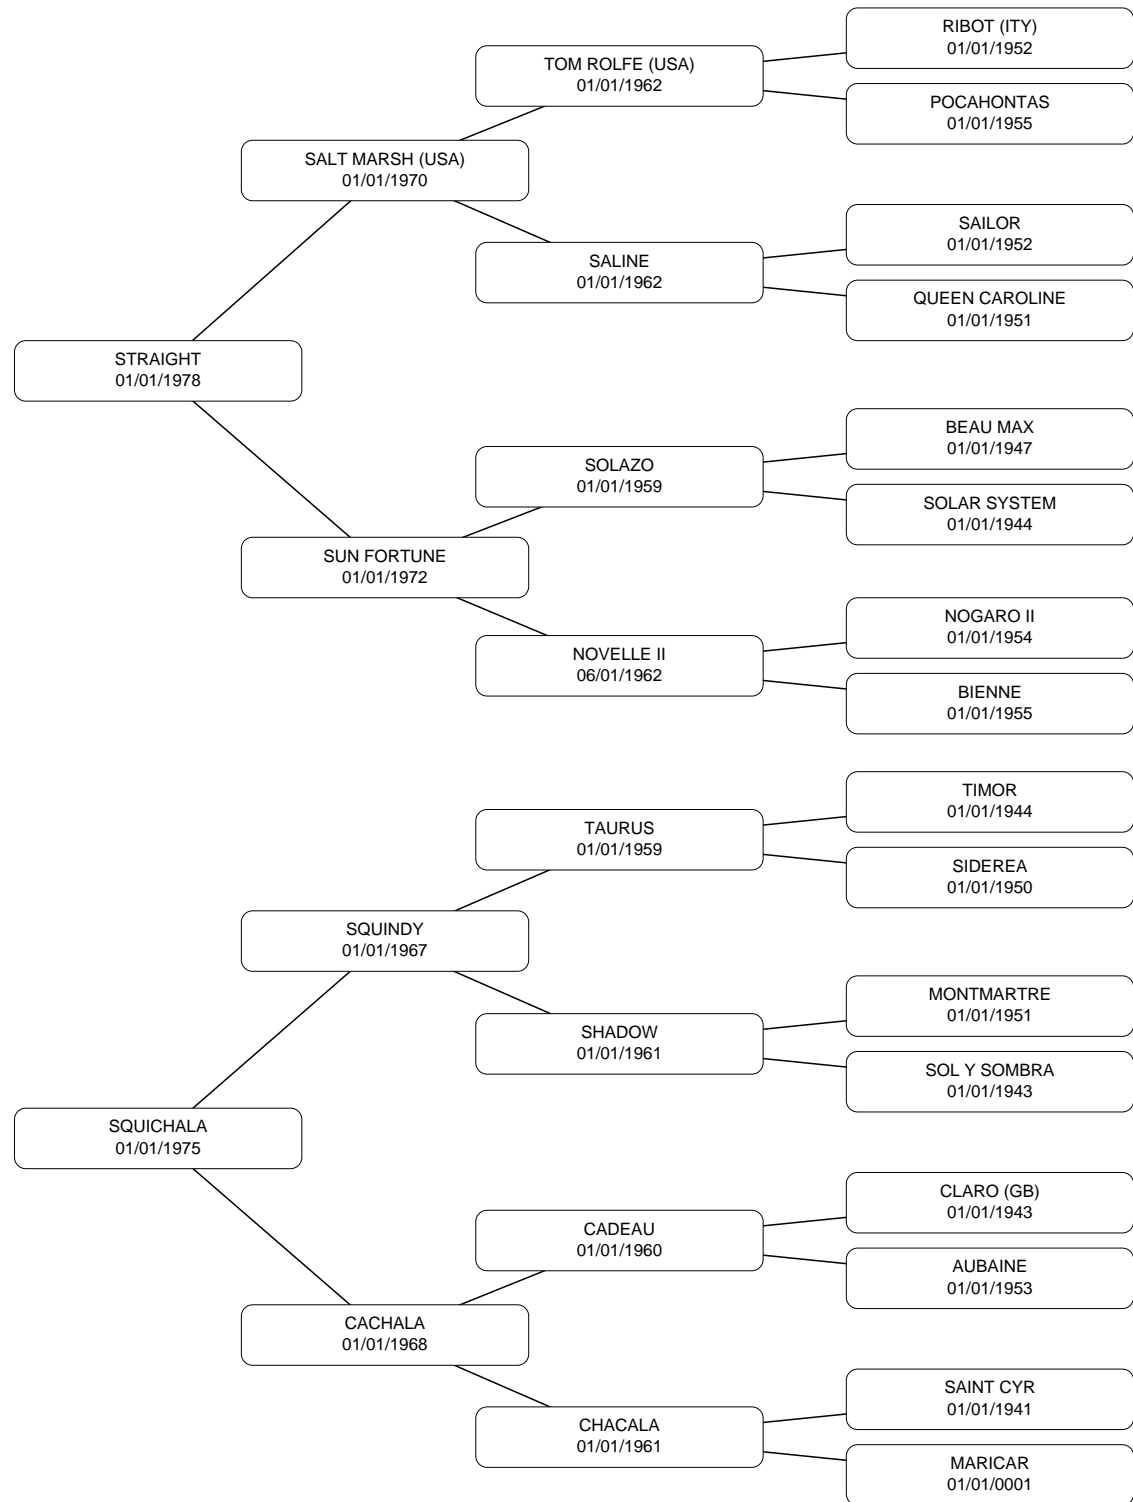 RIBOT (ITY)
01/01/1952
TOM ROLFE (USA)
01/01/1962
POCAHONTAS
01/01/1955
SALT MARSH (USA)
01/01/1970
SAILOR
01/01/1952
SALINE
01/01/1962
QUEEN CAROLINE
01/01/1951
STRAIGHT
01/01/1978
BEAU MAX
01/01/1947
SOLAZO
01/01/1959
SOLAR SYSTEM
01/01/1944
SUN FORTUNE
01/01/1972
NOGARO II
01/01/1954
NOVELLE II
06/01/1962
BIENNE
01/01/1955
TIMOR
01/01/1944
TAURUS
01/01/1959
SIDEREA
01/01/1950
SQUINDY
01/01/1967
MONTMARTRE
01/01/1951
SHADOW
01/01/1961
SOL Y SOMBRA
01/01/1943
SQUICHALA
01/01/1975
CLARO (GB)
01/01/1943
CADEAU
01/01/1960
AUBAINE
01/01/1953
CACHALA
01/01/1968
SAINT CYR
01/01/1941
CHACALA
01/01/1961
MARICAR
01/01/0001